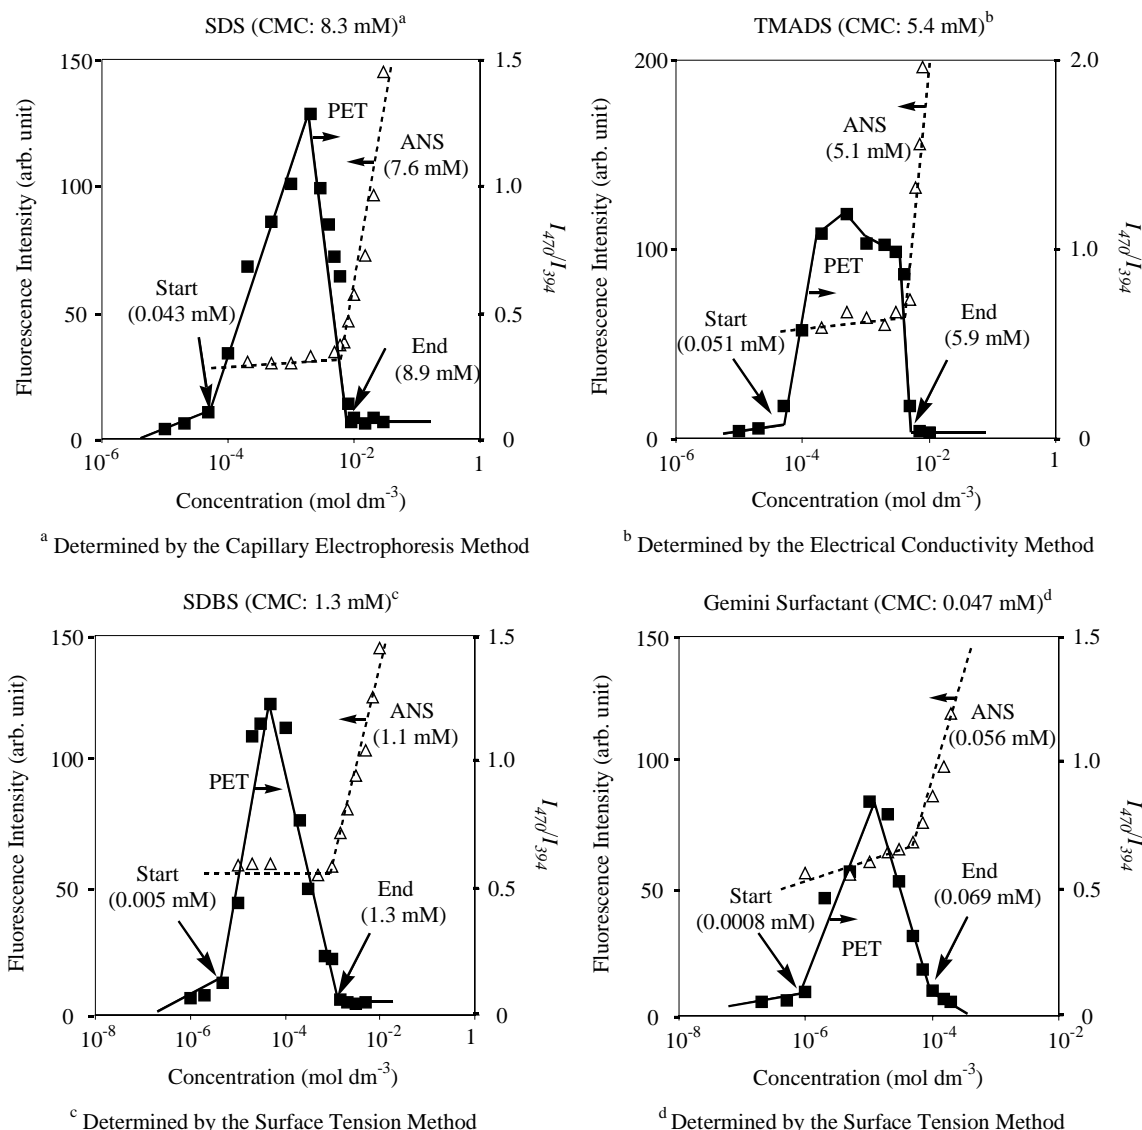 SDS (CMC: 8.3 mM)a
150
100
50
0
1.5
1.0
0.5
0
10-6
10-4
10-2
1
Fluorescence Intensity (arb. unit)
I470/I394
PET
ANS
(7.6 mM)
Start
(0.043 mM)
End
(8.9 mM)
Concentration (mol dm-3)
a Determined by the Capillary Electrophoresis Method
TMADS (CMC: 5.4 mM)b
200
150
100
50
0
2.0
1.0
0
10-6
10-4
10-2
1
Fluorescence Intensity (arb. unit)
I470/I394
ANS
(5.1 mM)
PET
Start
(0.051 mM)
End
(5.9 mM)
Concentration (mol dm-3)
b Determined by the Electrical Conductivity Method
SDBS (CMC: 1.3 mM)c
150
100
50
0
1.5
1.0
0.5
0
10-8
10-6
10-4
10-2
1
Fluorescence Intensity (arb. unit)
I470/I394
ANS
(1.1 mM)
PET
Start
(0.005 mM)
End
(1.3 mM)
Concentration (mol dm-3)
c Determined by the Surface Tension Method
Gemini Surfactant (CMC: 0.047 mM)d
150
100
50
0
1.5
1.0
0.5
0
10-8
10-6
10-4
10-2
Fluorescence Intensity (arb. unit)
I470/I394
ANS
(0.056 mM)
Start
(0.0008 mM)
PET
End
(0.069 mM)
Concentration (mol dm-3)
d Determined by the Surface Tension Method